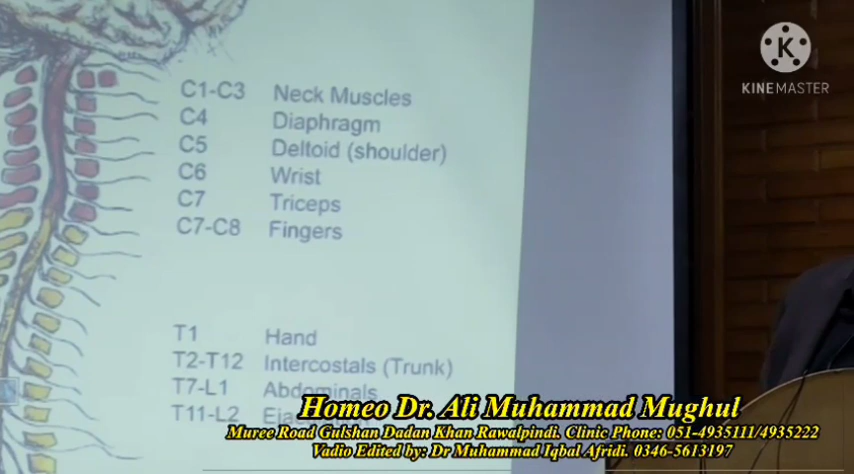 KINEMASTER
C1-C3 Neck Muscles
C4 Diaphragm
C5 Deltoid (shoulder)
C6 Wrist
C7 Triceps
C7-C8 Fingers
T1 Hand
T2-T12 Intercostals (Trunk)
T7-L1 Abdominals
T11-L2
Homeo Dr. Ali Muhammad Mughul
Muree Road Gulshan Dadan Khan Rawalpindi. Clinic Phone: 051-4935111/4935222
Vadio Edited by: Dr Muhammad Iqbal Afridi. 0346-5613197